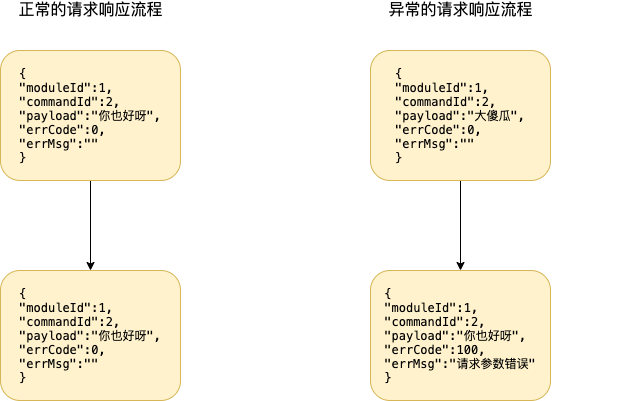 正常的请求响应流程
{
"moduleId":1,
"commandId":2,
"payload":"你也好呀",
"errCode":0,
"errMsg":""
}
{
"moduleId":1,
"commandId":2,
"payload":"你也好呀",
"errCode":0,
"errMsg":""
}
异常的请求响应流程
{
"moduleId":1,
"commandId":2,
"payload":"大傻瓜",
"errCode":0,
"errMsg":""
}
{
"moduleId":1,
"commandId":2,
"payload":"你也好呀",
"errCode":100,
"errMsg":"请求参数错误"
}